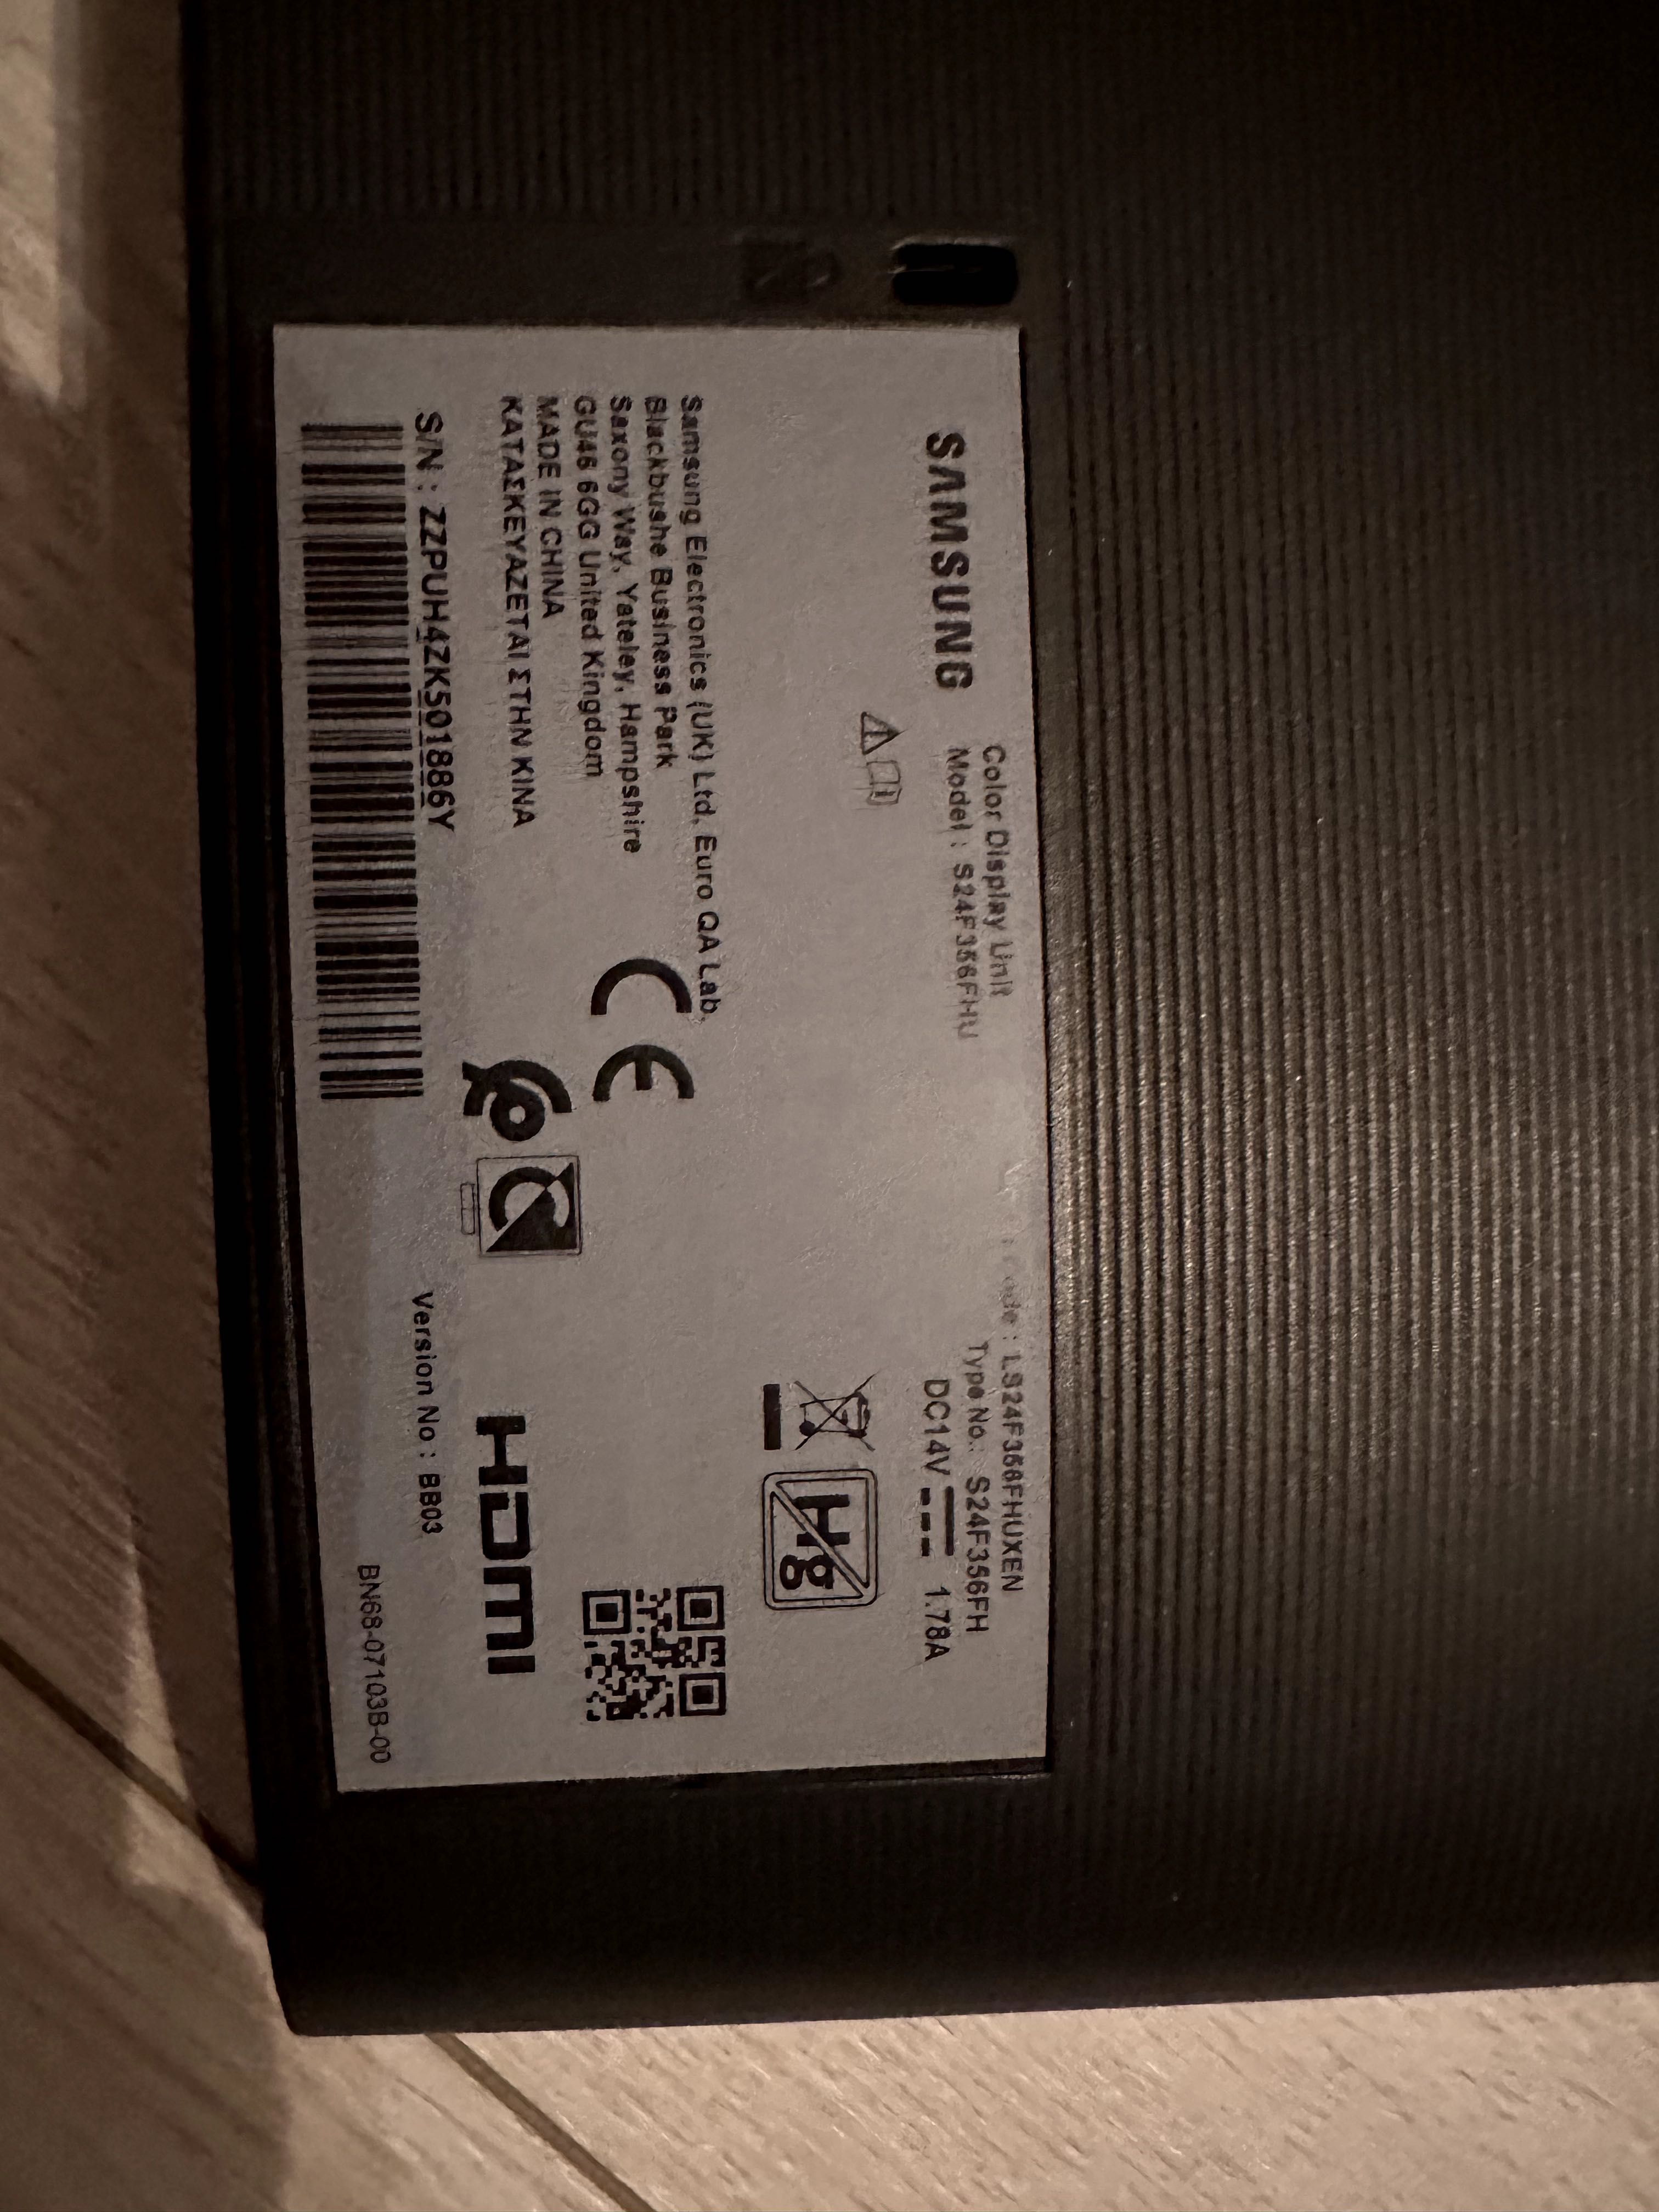 SAMSUNG
Color Display Unit
Model : S24F356FHU
Code : LS24F356FHUXEN
Type No.: S24F356FH
DC14V 1.78A
Samsung Electronics (UK) Ltd, Euro QA Lab.
Blackbushe Business Park
Saxony Way, Yateley, Hampshire
GU46 6GG United Kingdom
MADE IN CHINA
ΚΑΤΑΣΚΕΥΑΖΕΤΑΙ ΣΤΗΝ ΚΙΝΑ
CE
Hg
S/N : ZZPUH4ZK501886Y
HDMI
Version No : BB03
BN68-07103B-00